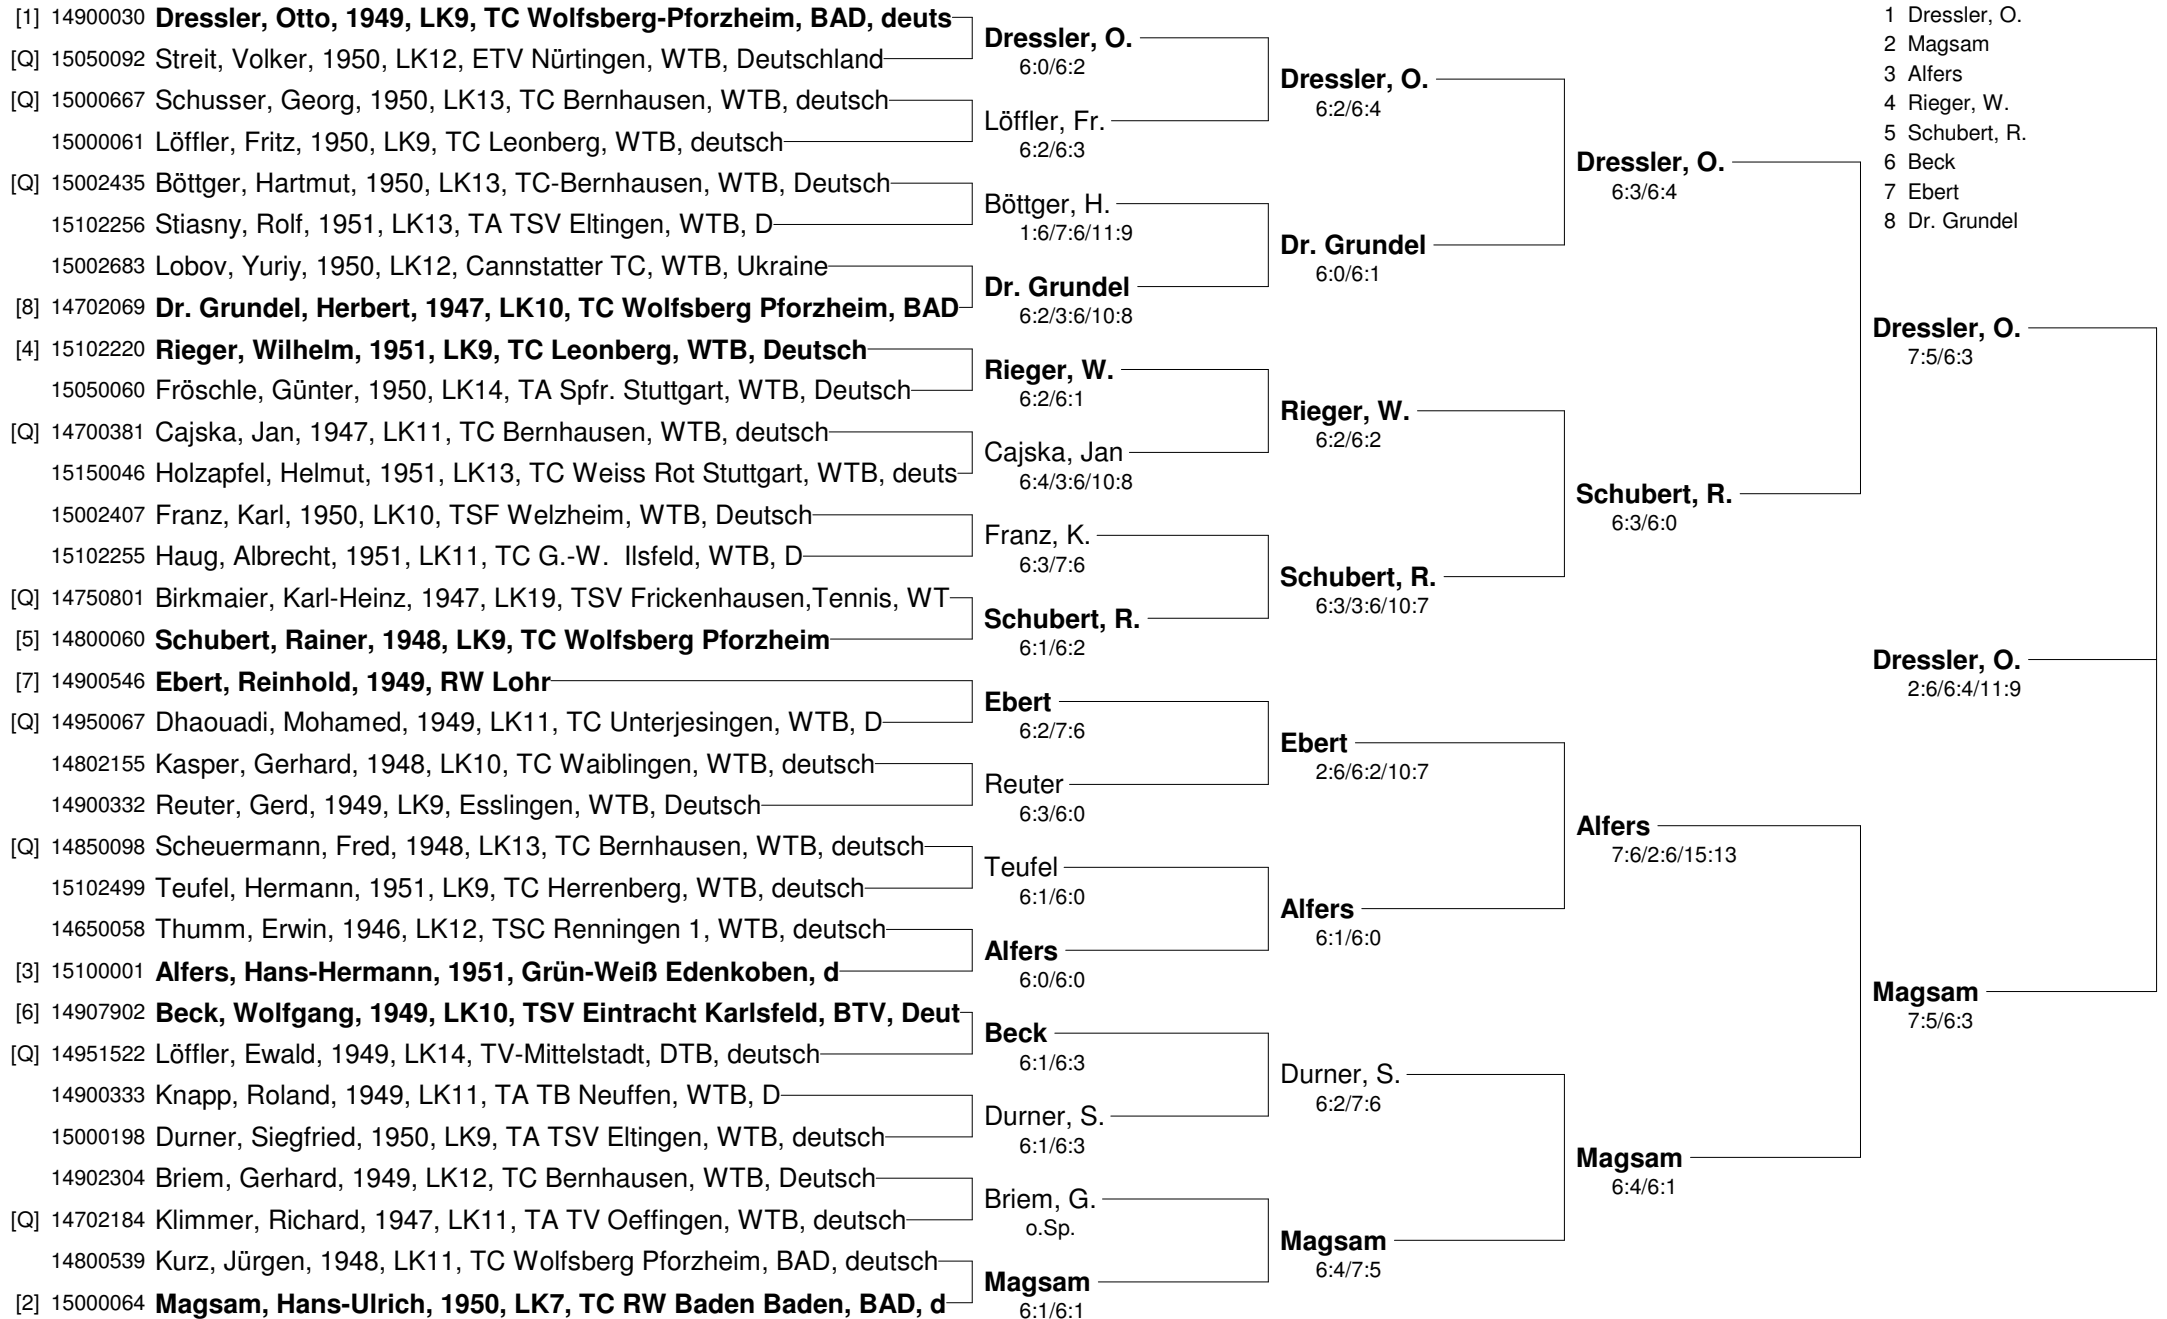 [1] 14900030 Dressler, Otto, 1949, LK9, TC Wolfsberg-Pforzheim, BAD, deuts
[Q] 15050092 Streit, Volker, 1950, LK12, ETV Nürtingen, WTB, Deutschland
[Q] 15000667 Schusser, Georg, 1950, LK13, TC Bernhausen, WTB, deutsch
15000061 Löffler, Fritz, 1950, LK9, TC Leonberg, WTB, deutsch
[Q] 15002435 Böttger, Hartmut, 1950, LK13, TC-Bernhausen, WTB, Deutsch
15102256 Stiasny, Rolf, 1951, LK13, TA TSV Eltingen, WTB, D
15002683 Lobov, Yuriy, 1950, LK12, Cannstatter TC, WTB, Ukraine
[8] 14702069 Dr. Grundel, Herbert, 1947, LK10, TC Wolfsberg Pforzheim, BAD
[4] 15102220 Rieger, Wilhelm, 1951, LK9, TC Leonberg, WTB, Deutsch
15050060 Fröschle, Günter, 1950, LK14, TA Spfr. Stuttgart, WTB, Deutsch
[Q] 14700381 Cajska, Jan, 1947, LK11, TC Bernhausen, WTB, deutsch
15150046 Holzapfel, Helmut, 1951, LK13, TC Weiss Rot Stuttgart, WTB, deuts
15002407 Franz, Karl, 1950, LK10, TSF Welzheim, WTB, Deutsch
15102255 Haug, Albrecht, 1951, LK11, TC G.-W. Ilsfeld, WTB, D
[Q] 14750801 Birkmaier, Karl-Heinz, 1947, LK19, TSV Frickenhausen,Tennis, WT
[5] 14800060 Schubert, Rainer, 1948, LK9, TC Wolfsberg Pforzheim
[7] 14900546 Ebert, Reinhold, 1949, RW Lohr
[Q] 14950067 Dhaouadi, Mohamed, 1949, LK11, TC Unterjesingen, WTB, D
14802155 Kasper, Gerhard, 1948, LK10, TC Waiblingen, WTB, deutsch
14900332 Reuter, Gerd, 1949, LK9, Esslingen, WTB, Deutsch
[Q] 14850098 Scheuermann, Fred, 1948, LK13, TC Bernhausen, WTB, deutsch
15102499 Teufel, Hermann, 1951, LK9, TC Herrenberg, WTB, deutsch
14650058 Thumm, Erwin, 1946, LK12, TSC Renningen 1, WTB, deutsch
[3] 15100001 Alfers, Hans-Hermann, 1951, Grün-Weiß Edenkoben, d
[6] 14907902 Beck, Wolfgang, 1949, LK10, TSV Eintracht Karlsfeld, BTV, Deut
[Q] 14951522 Löffler, Ewald, 1949, LK14, TV-Mittelstadt, DTB, deutsch
14900333 Knapp, Roland, 1949, LK11, TA TB Neuffen, WTB, D
15000198 Durner, Siegfried, 1950, LK9, TA TSV Eltingen, WTB, deutsch
14902304 Briem, Gerhard, 1949, LK12, TC Bernhausen, WTB, Deutsch
[Q] 14702184 Klimmer, Richard, 1947, LK11, TA TV Oeffingen, WTB, deutsch
14800539 Kurz, Jürgen, 1948, LK11, TC Wolfsberg Pforzheim, BAD, deutsch
[2] 15000064 Magsam, Hans-Ulrich, 1950, LK7, TC RW Baden Baden, BAD, d
Dressler, O.
6:0/6:2
Löffler, Fr.
6:2/6:3
Böttger, H.
1:6/7:6/11:9
Dr. Grundel
6:2/3:6/10:8
Rieger, W.
6:2/6:1
Cajska, Jan
6:4/3:6/10:8
Franz, K.
6:3/7:6
Schubert, R.
6:1/6:2
Ebert
6:2/7:6
Reuter
6:3/6:0
Teufel
6:1/6:0
Alfers
6:0/6:0
Beck
6:1/6:3
Durner, S.
6:1/6:3
Briem, G.
o.Sp.
Magsam
6:1/6:1
Dressler, O.
6:2/6:4
Dr. Grundel
6:0/6:1
Rieger, W.
6:2/6:2
Schubert, R.
6:3/3:6/10:7
Ebert
2:6/6:2/10:7
Alfers
6:1/6:0
Durner, S.
6:2/7:6
Magsam
6:4/7:5
Dressler, O.
6:3/6:4
Schubert, R.
6:3/6:0
Alfers
7:6/2:6/15:13
Magsam
6:4/6:1
Dressler, O.
7:5/6:3
Magsam
7:5/6:3
Dressler, O.
2:6/6:4/11:9
1 Dressler, O.
2 Magsam
3 Alfers
4 Rieger, W.
5 Schubert, R.
6 Beck
7 Ebert
8 Dr. Grundel